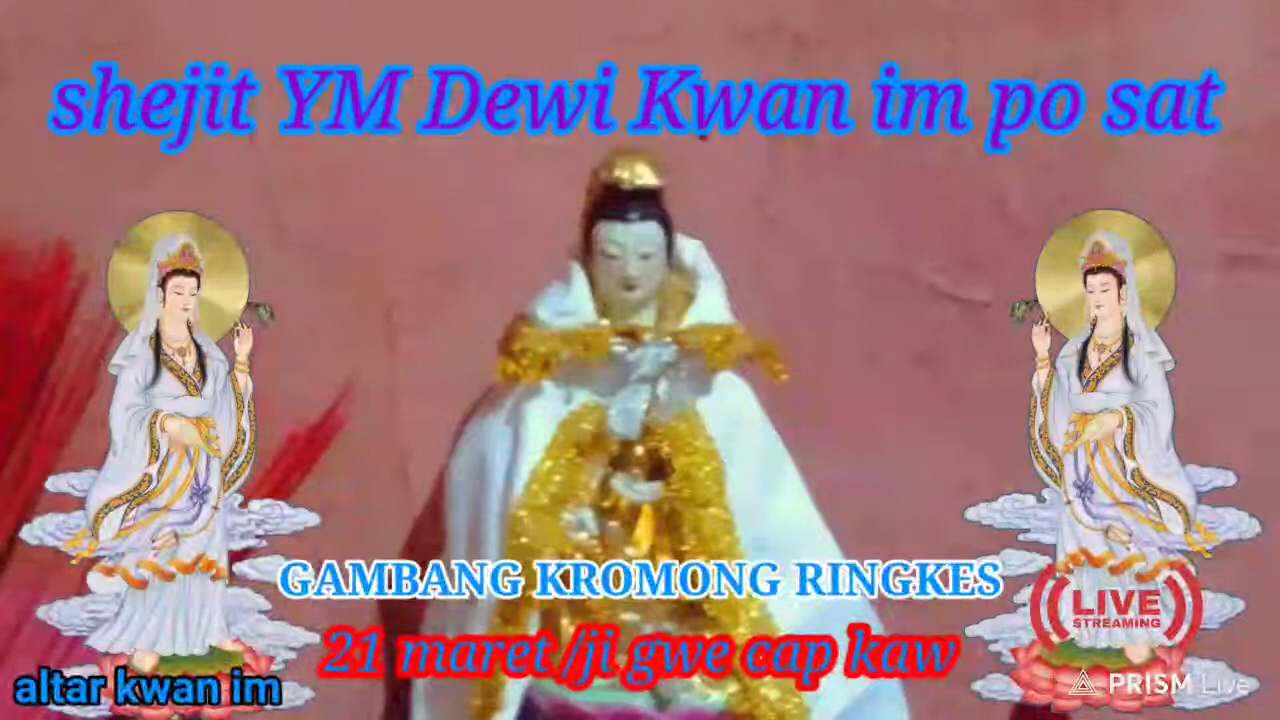 shejit YM Dewi Kwan im po sat
GAMBANG KROMONG RINGKES
LIVE
STREAMING
21 maret /ji gwe cap kaw
altar kwan im
PRISM Live